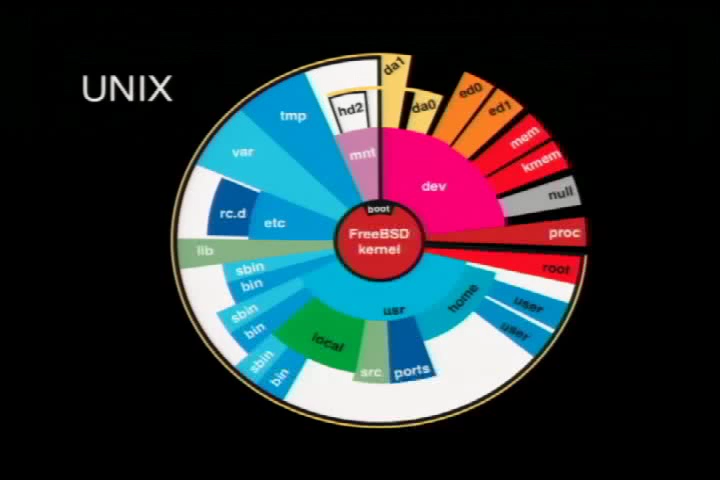 UNIX
da1
hd2
da0
ed0
ed1
mem
kmem
null
proc
root
tmp
var
mnt
dev
rc.d
etc
boot
FreeBSD
kernel
lib
sbin
bin
sbin
bin
sbin
bin
usr
home
user
user
local
src
ports